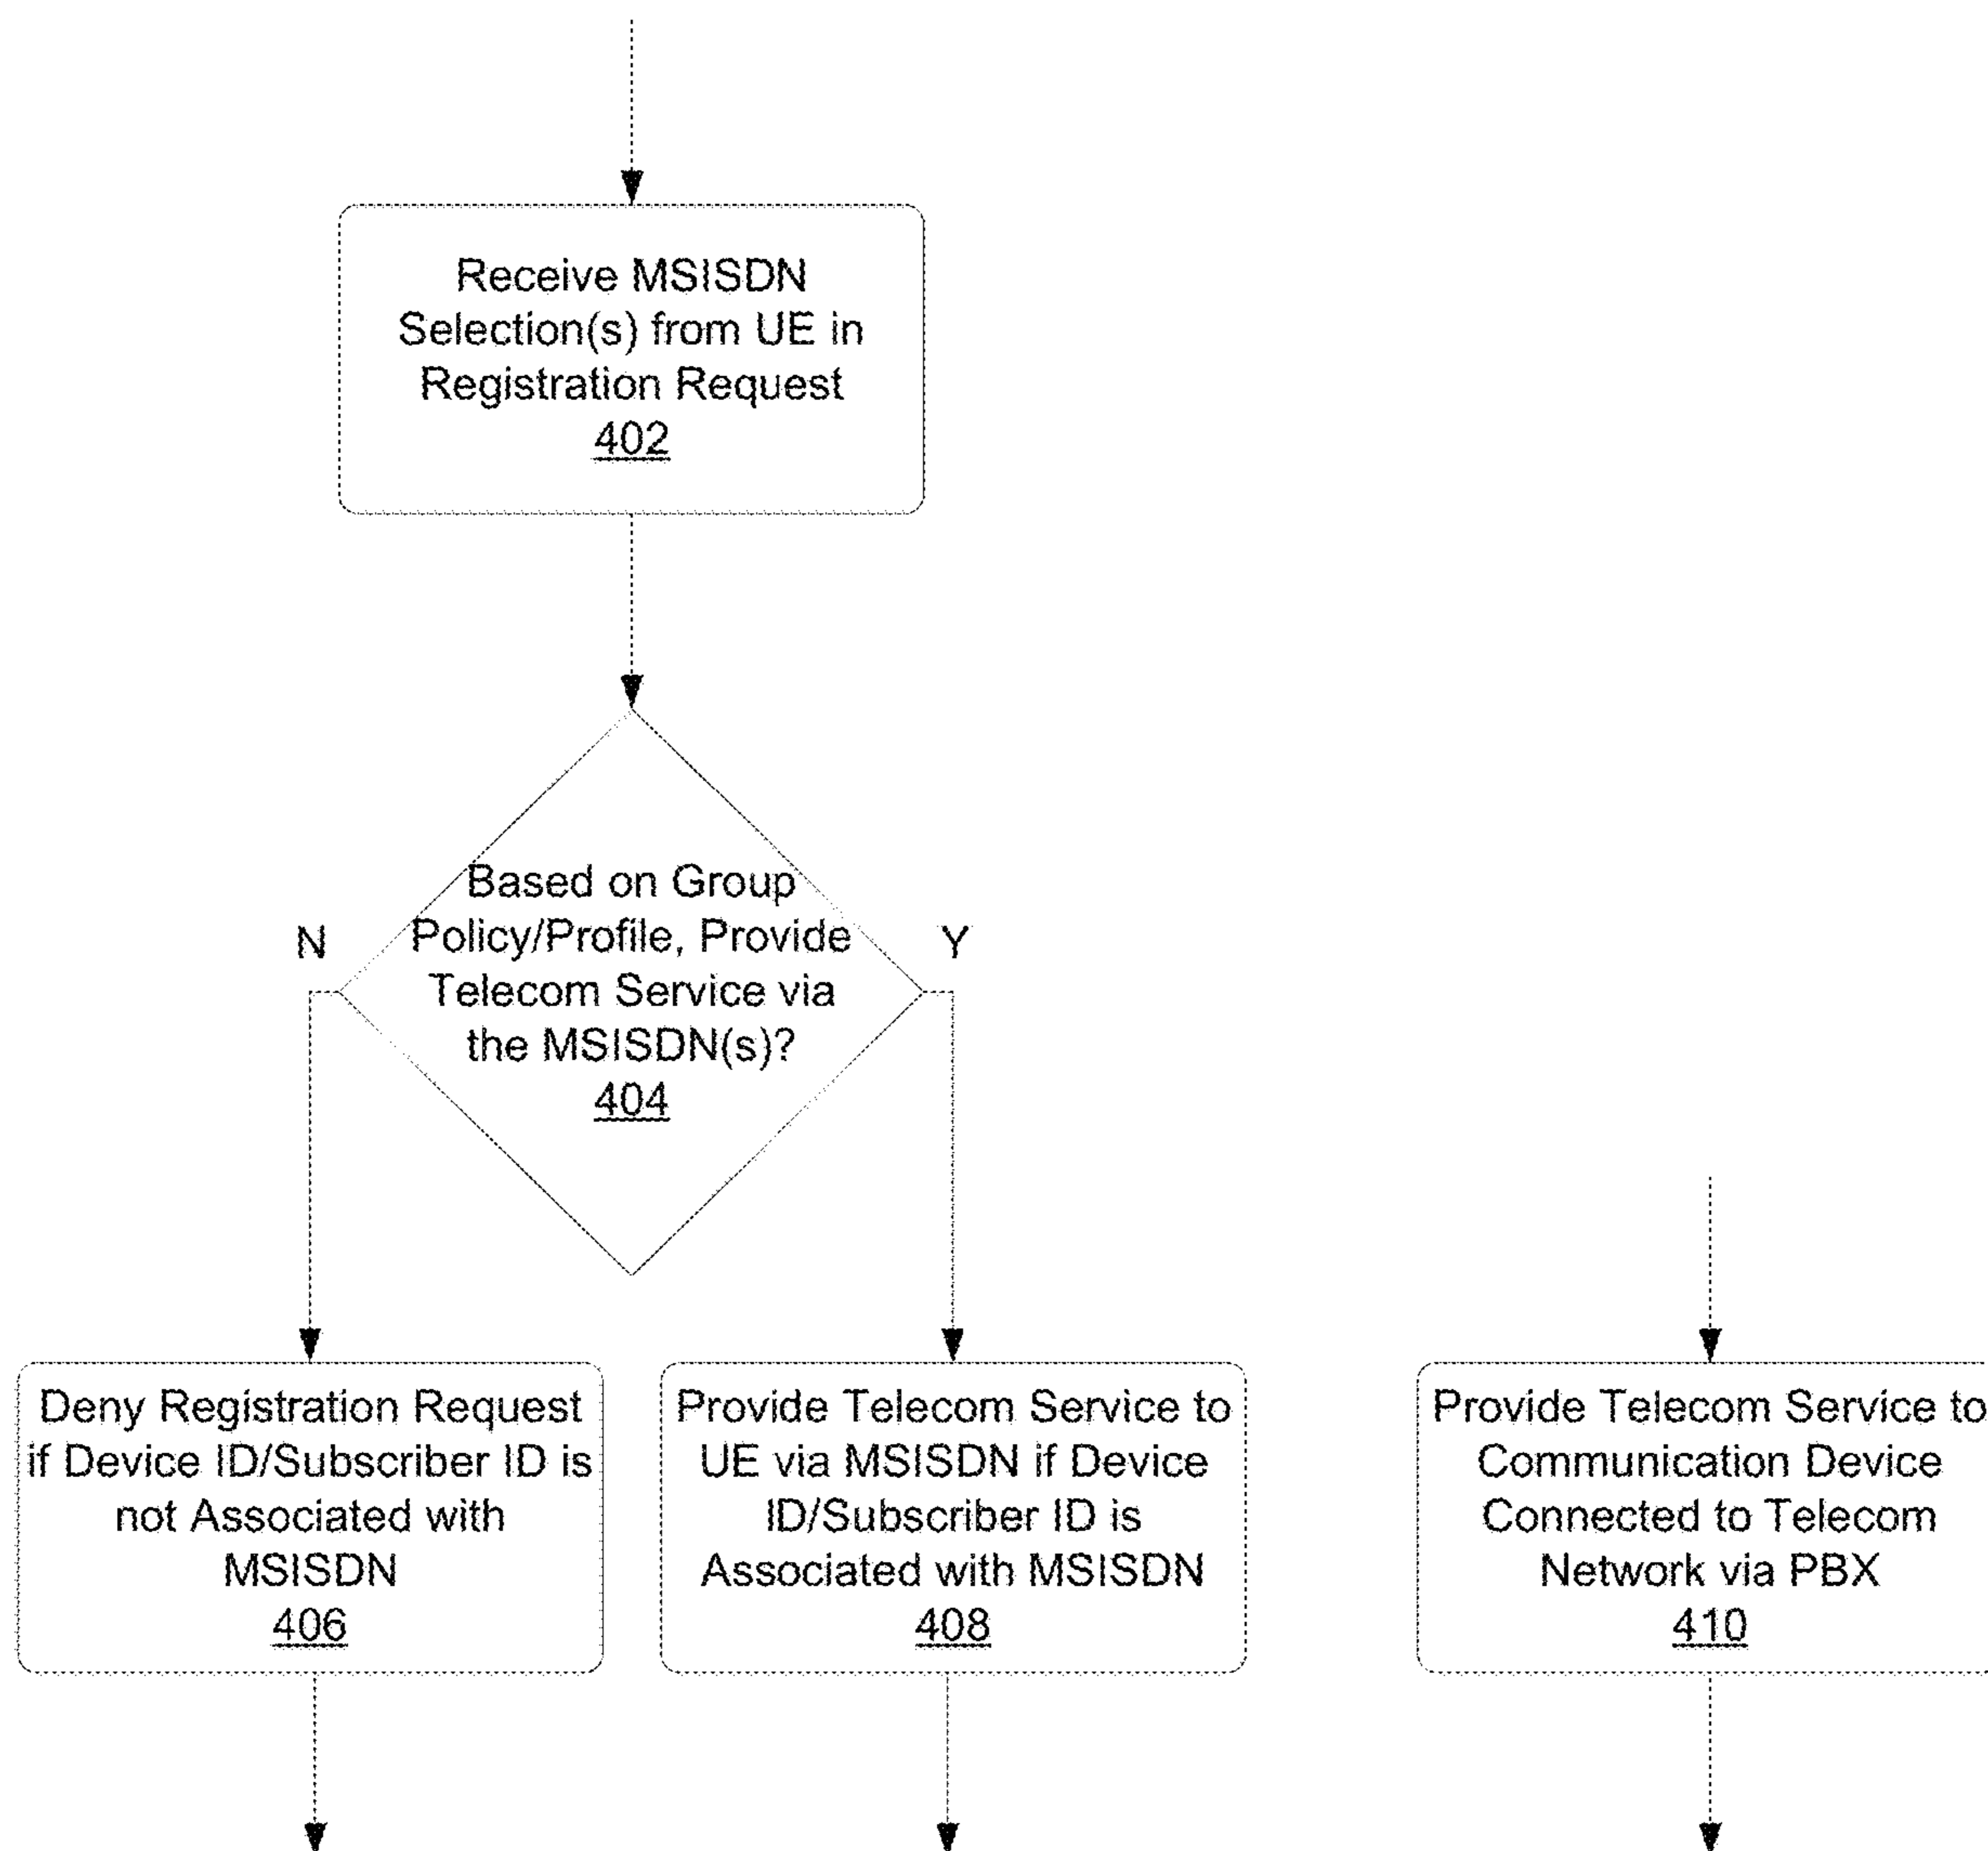 Receive MSISDN
Selection(s) from UE in
Registration Request
402
Based on Group
Policy/Profile, Provide
Telecom Service via
the MSISDN(s)?
404
N
Y
Deny Registration Request
if Device ID/Subscriber ID is
not Associated with
MSISDN
406
Provide Telecom Service to
UE via MSISDN if Device
ID/Subscriber ID is
Associated with MSISDN
408
Provide Telecom Service to
Communication Device
Connected to Telecom
Network via PBX
410